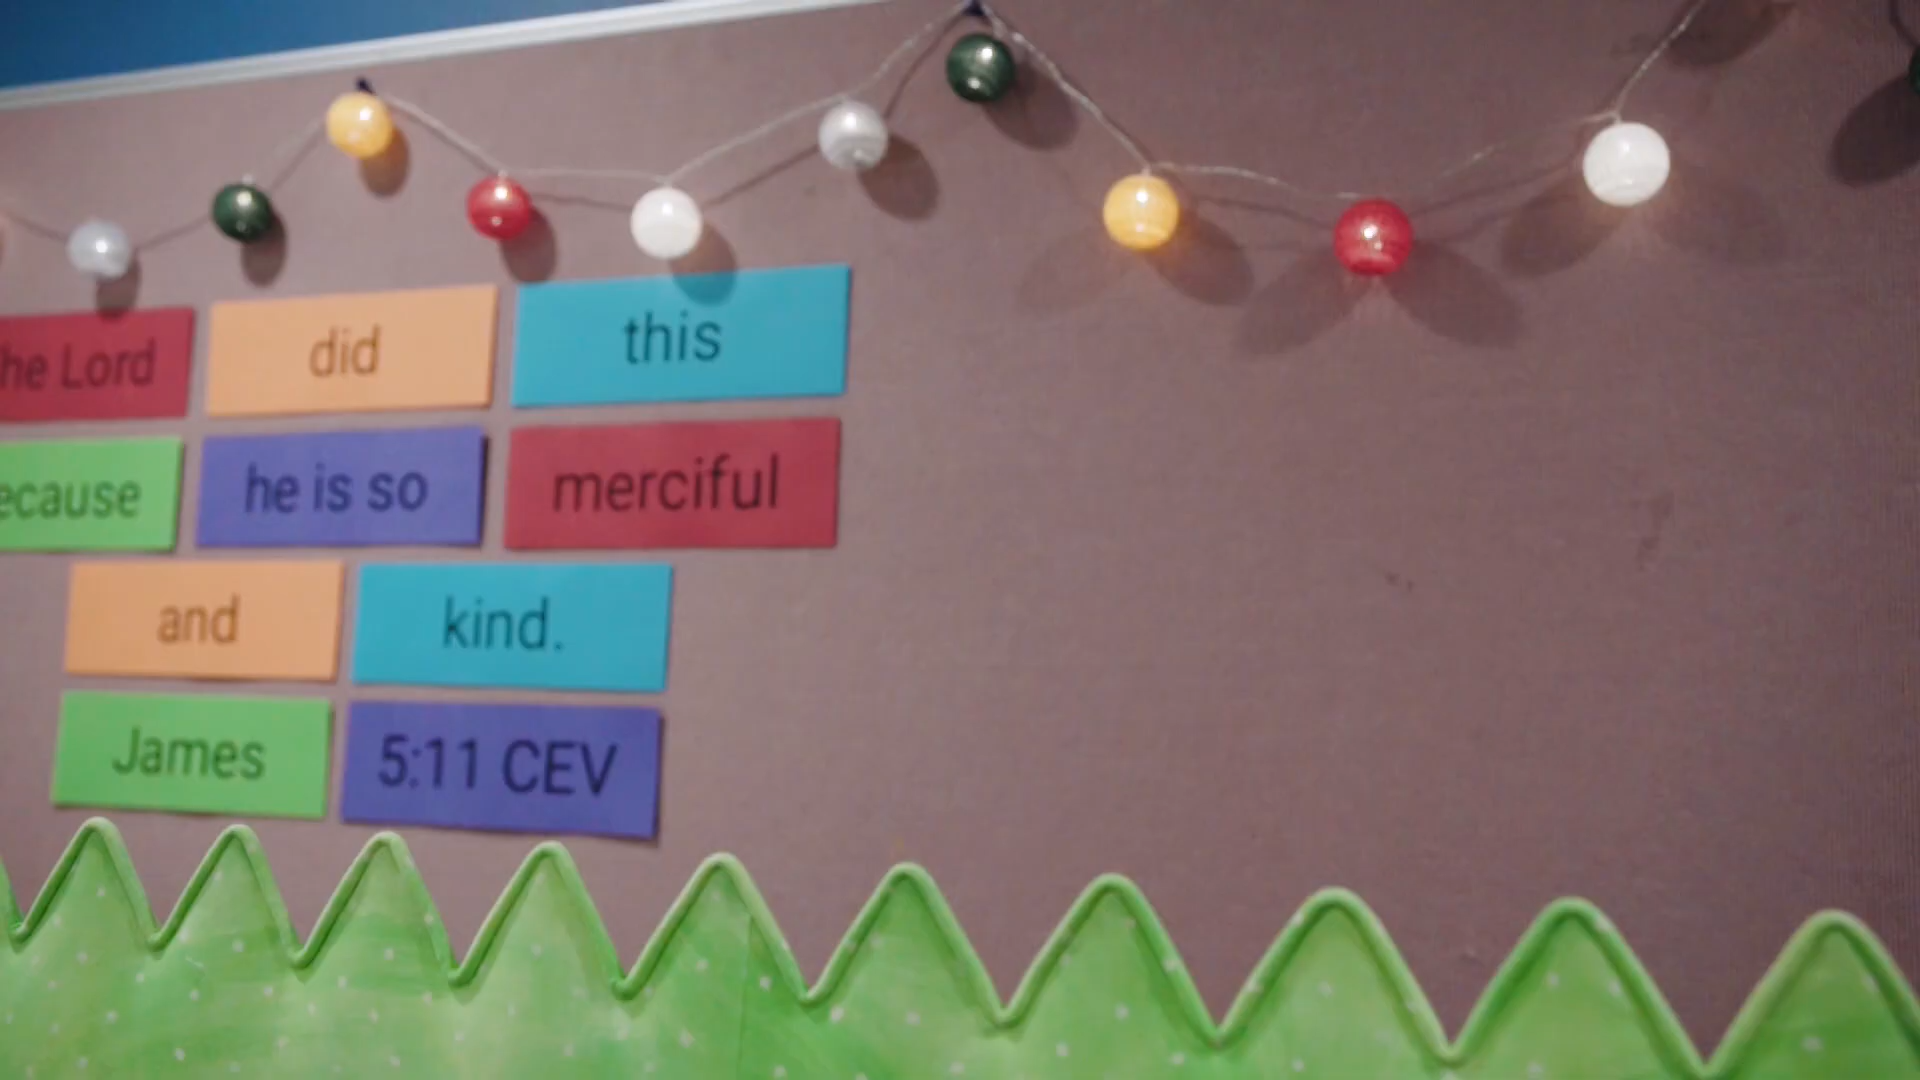 he Lord did this
ecause he is so merciful
and kind.
James 5:11 CEV